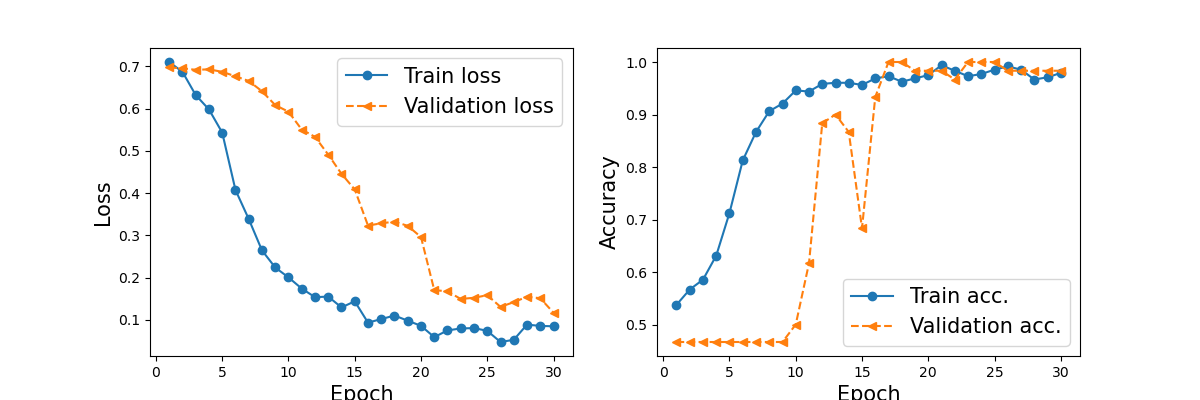 Train loss
Validation loss
0.7
0.6
0.5
0.4
0.3
0.2
0.1
Loss
0 5 10 15 20 25 30
Epoch
Train acc.
Validation acc.
1.0
0.9
0.8
0.7
0.6
0.5
Accuracy
0 5 10 15 20 25 30
Epoch